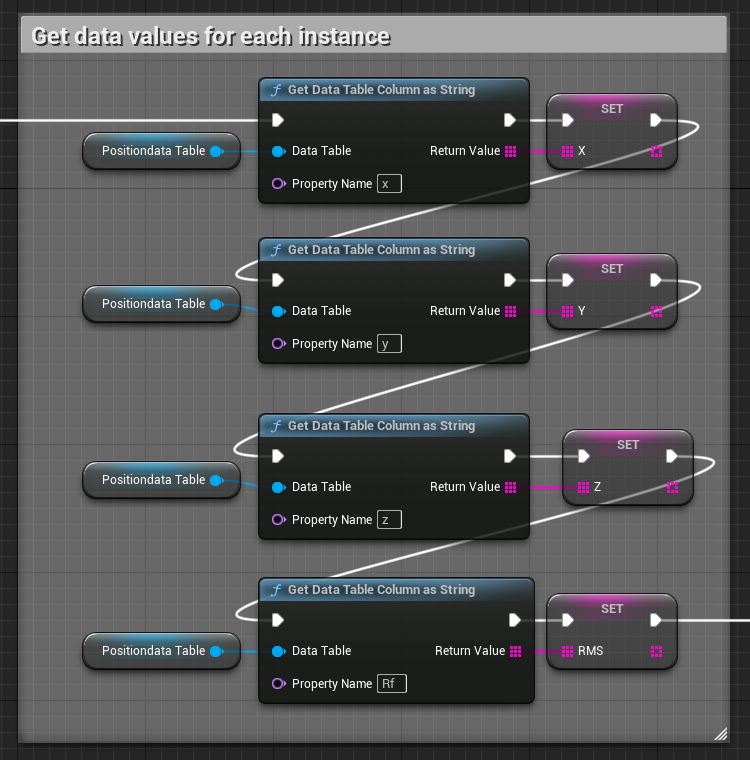 Get data values for each instance
Get Data Table Column as String
SET
Positiondata Table
Data Table
Return Value
X
Property Name x
Get Data Table Column as String
SET
Positiondata Table
Data Table
Return Value
Y
Property Name y
Get Data Table Column as String
SET
Positiondata Table
Data Table
Return Value
Z
Property Name z
Get Data Table Column as String
SET
Positiondata Table
Data Table
Return Value
RMS
Property Name Rf